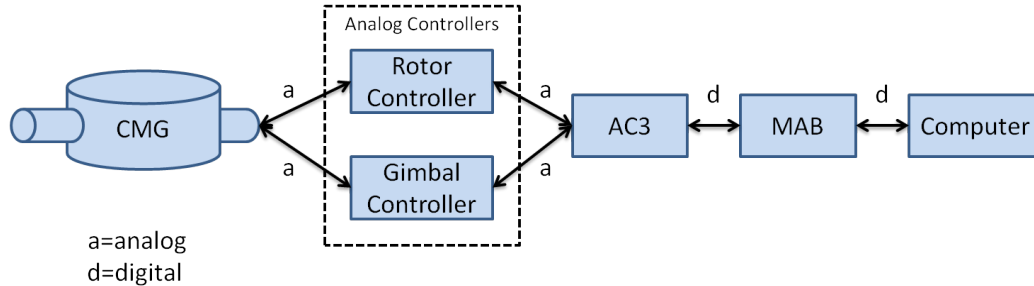 Analog Controllers
Rotor
Controller
a
a
d
d
CMG
AC3
MAB
Computer
a
a
Gimbal
Controller
a=analog
d=digital